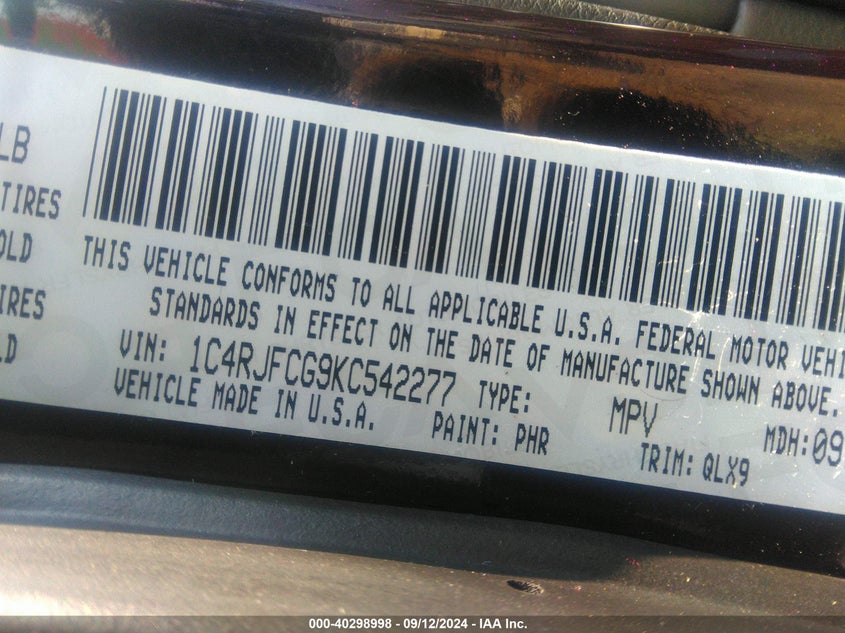 LB
TIRES
OLD
IRES
LD
THIS VEHICLE CONFORMS TO ALL APPLICABLE U.S.A. FEDERAL MOTOR VEHI
STANDARDS IN EFFECT ON THE DATE OF MANUFACTURE SHOWN ABOVE.
VIN: 1C4RJFCG9KC542277 TYPE: MPV MDH:09
VEHICLE MADE IN U.S.A. PAINT: PHR TRIM: QLX9
000-40298998 - 09/12/2024 - IAA Inc.